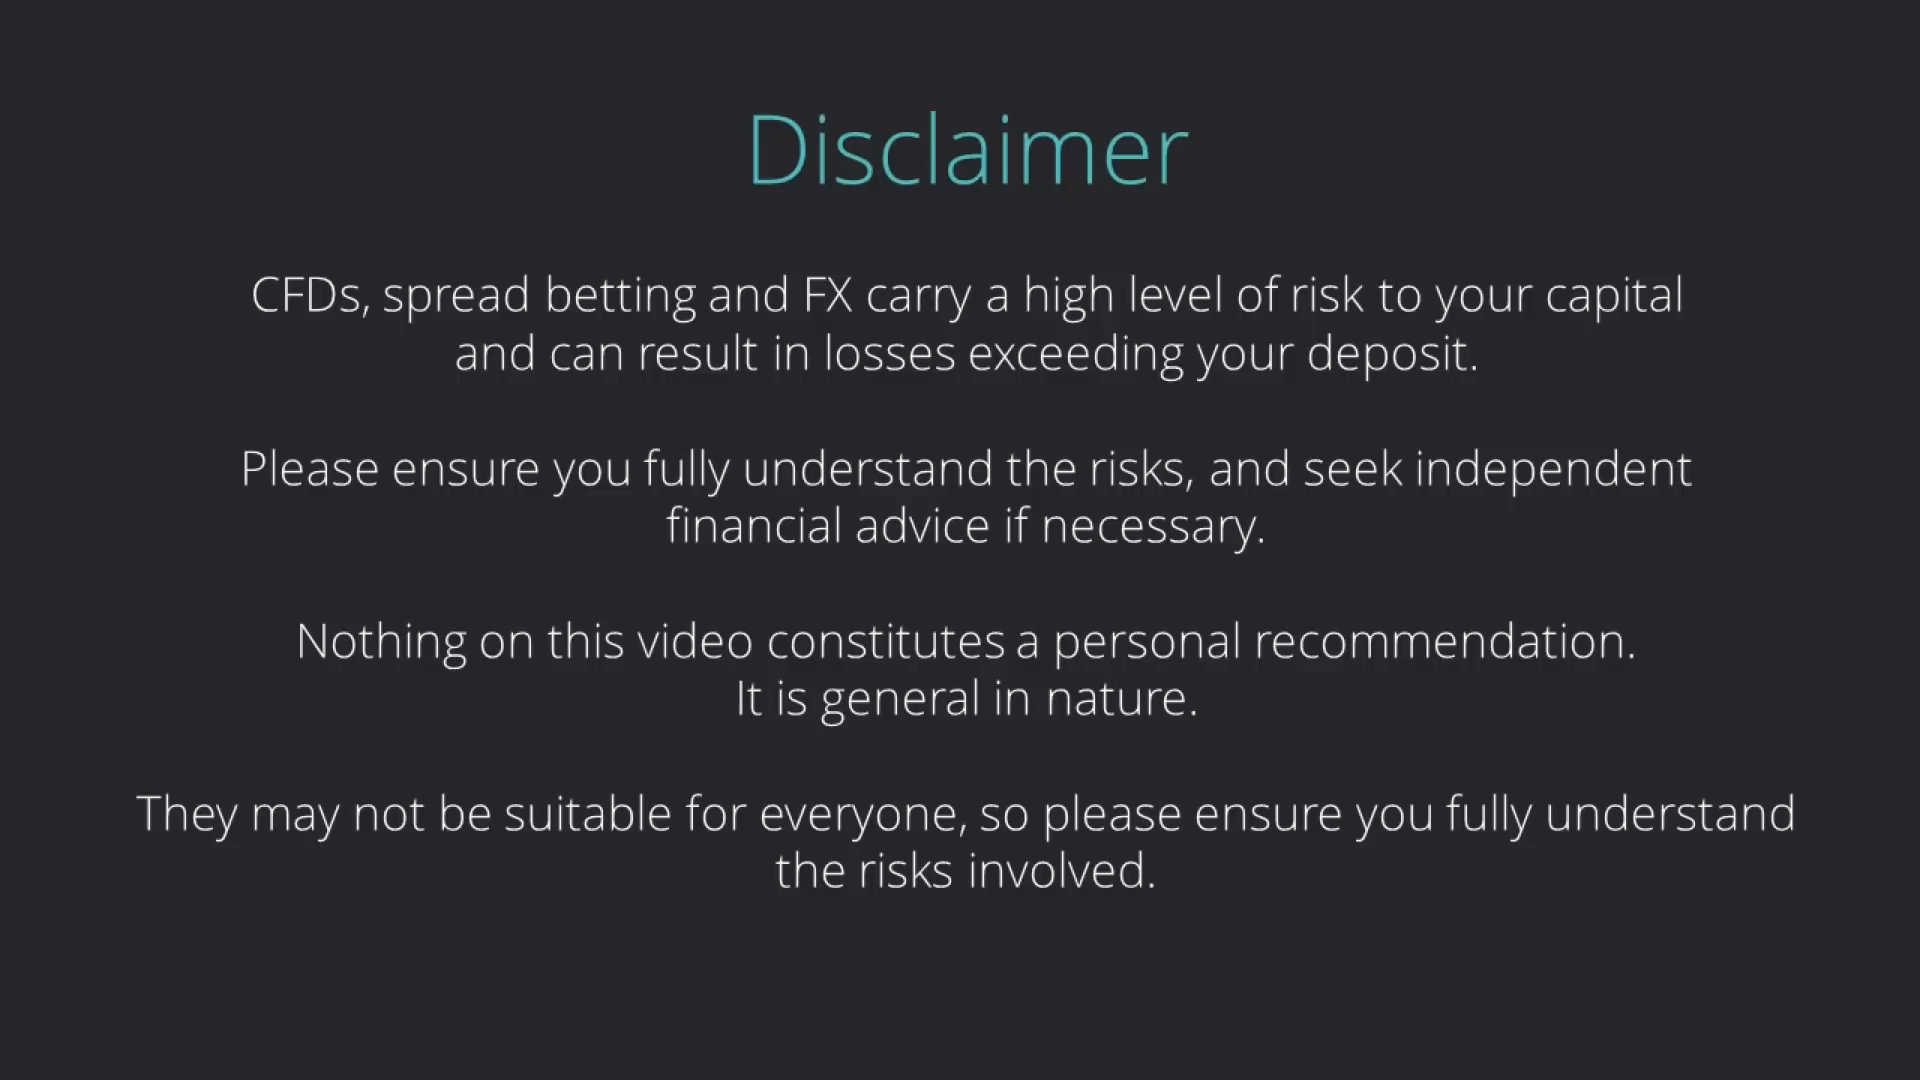 Disclaimer
CFDs, spread betting and FX carry a high level of risk to your capital
and can result in losses exceeding your deposit.
Please ensure you fully understand the risks, and seek independent
financial advice if necessary.
Nothing on this video constitutes a personal recommendation.
It is general in nature.
They may not be suitable for everyone, so please ensure you fully understand
the risks involved.